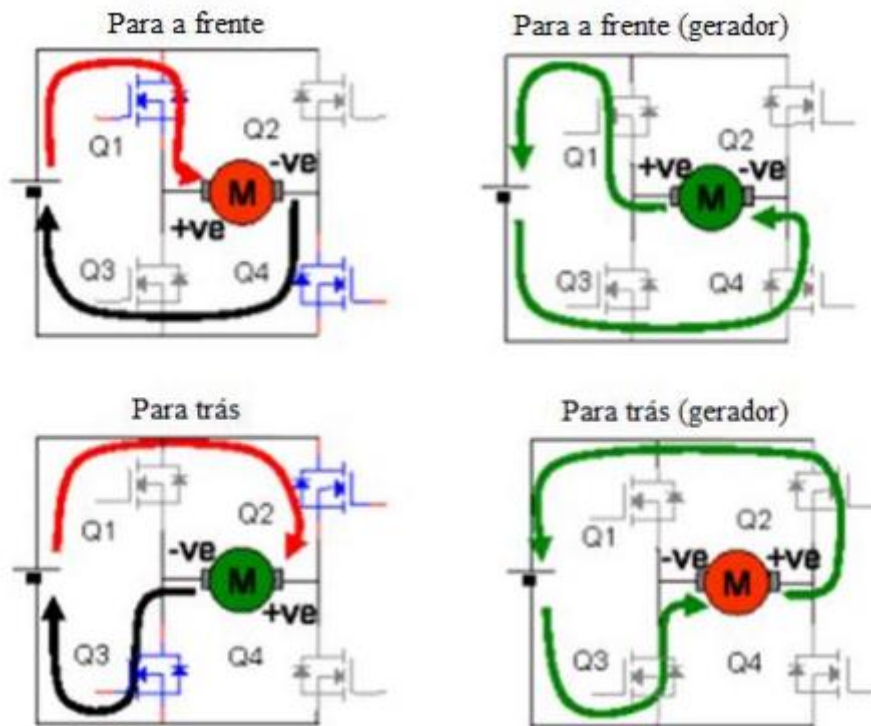 Para a frente
Q1
Q2
-ve
M
+ve
Q3
Q4
Para a frente (gerador)
Q1
Q2
+ve
-ve
M
Q3
Q4
Para trás
Q1
Q2
-ve
M
+ve
Q3
Q4
Para trás (gerador)
Q1
Q2
-ve
+ve
M
Q3
Q4